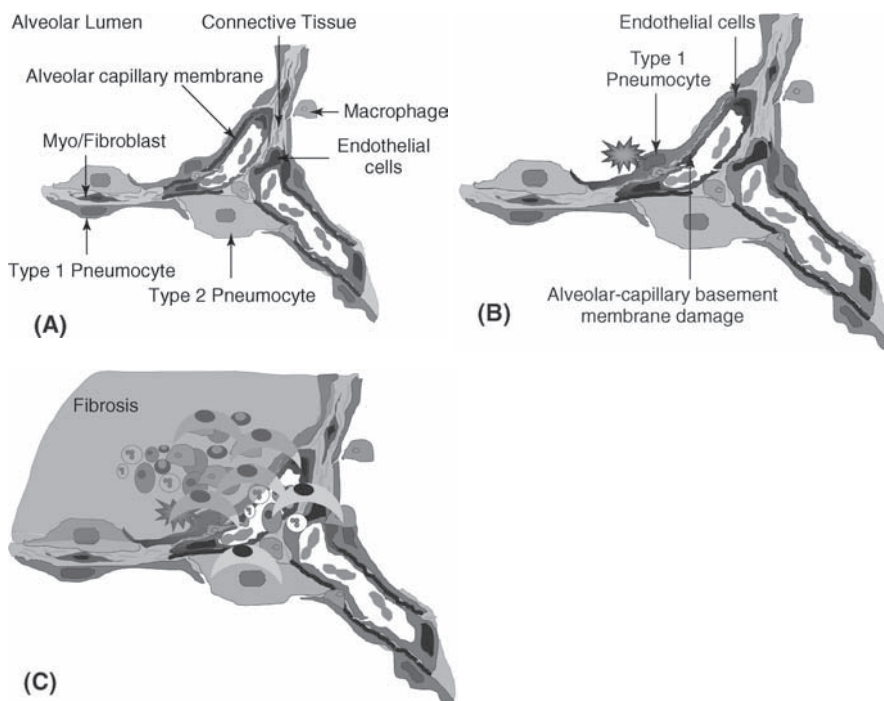 Alveolar Lumen
Connective Tissue
Alveolar capillary membrane
Macrophage
Myo/Fibroblast
Endothelial
cells
Type 1 Pneumocyte
Type 2 Pneumocyte
(A)
Endothelial cells
Type 1
Pneumocyte
Alveolar-capillary basement
membrane damage
(B)
Fibrosis
(C)